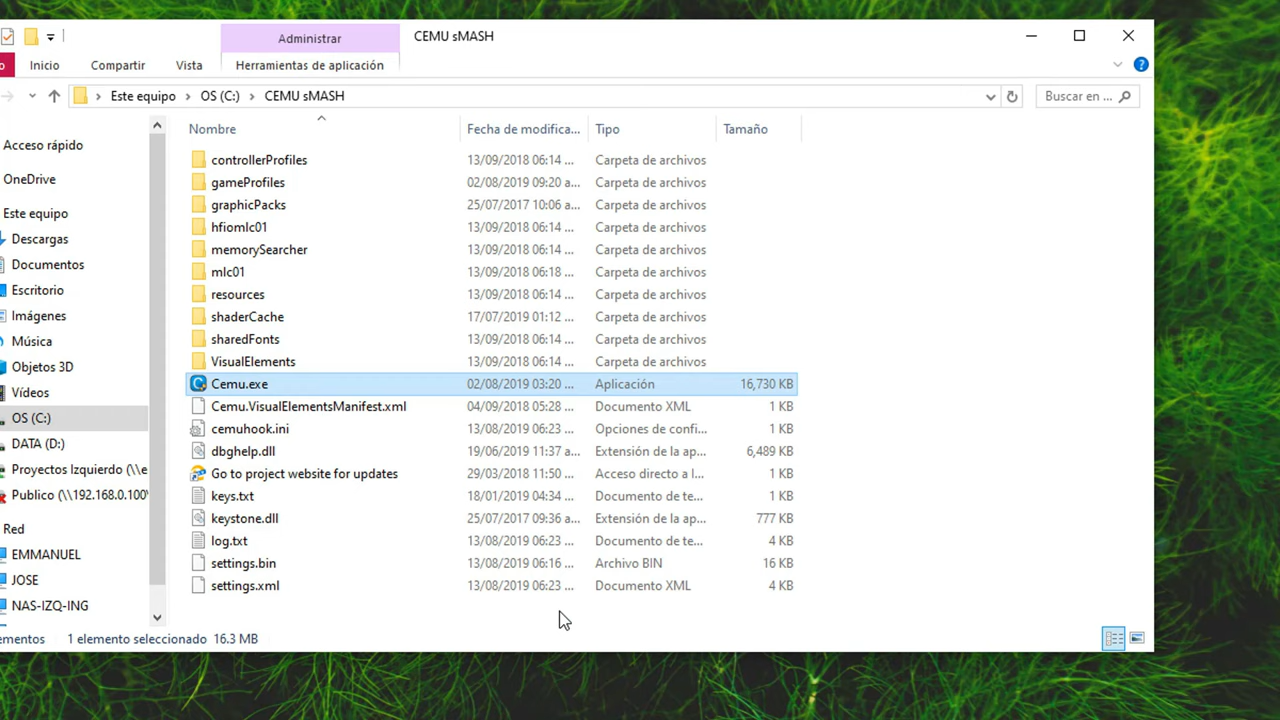 Administrar
CEMU sMASH
o Inicio Compartir Vista Herramientas de aplicación
Este equipo > OS (C:) > CEMU sMASH
Buscar en ...
Acceso rápido
OneDrive
Este equipo
Descargas
Documentos
Escritorio
Imágenes
Música
Objetos 3D
Vídeos
OS (C:)
DATA (D:)
Proyectos Izquierdo (\\e
Publico (\\192.168.0.100\
Red
EMMANUEL
JOSE
NAS-IZQ-ING
Nombre Fecha de modifica... Tipo Tamaño
controllerProfiles 13/09/2018 06:14 ... Carpeta de archivos
gameProfiles 02/08/2019 09:20 a... Carpeta de archivos
graphicPacks 25/07/2017 10:06 a... Carpeta de archivos
hfiomlc01 13/09/2018 06:14 ... Carpeta de archivos
memorySearcher 13/09/2018 06:14 ... Carpeta de archivos
mlc01 13/09/2018 06:18 ... Carpeta de archivos
resources 13/09/2018 06:14 ... Carpeta de archivos
shaderCache 17/07/2019 01:12 ... Carpeta de archivos
sharedFonts 13/09/2018 06:14 ... Carpeta de archivos
VisualElements 13/09/2018 06:14 ... Carpeta de archivos
Cemu.exe 02/08/2019 03:20 ... Aplicación 16,730 KB
Cemu.VisualElementsManifest.xml 04/09/2018 05:28 ... Documento XML 1 KB
cemuhook.ini 13/08/2019 06:23 ... Opciones de confi... 1 KB
dbghelp.dll 19/06/2019 11:37 a... Extensión de la ap... 6,489 KB
Go to project website for updates 29/03/2018 11:50 ... Acceso directo a l... 1 KB
keys.txt 18/01/2019 04:34 ... Documento de te... 1 KB
keystone.dll 25/07/2017 09:36 a... Extensión de la ap... 777 KB
log.txt 13/08/2019 06:23 ... Documento de te... 4 KB
settings.bin 13/08/2019 06:16 ... Archivo BIN 16 KB
settings.xml 13/08/2019 06:23 ... Documento XML 4 KB
ementos 1 elemento seleccionado 16.3 MB